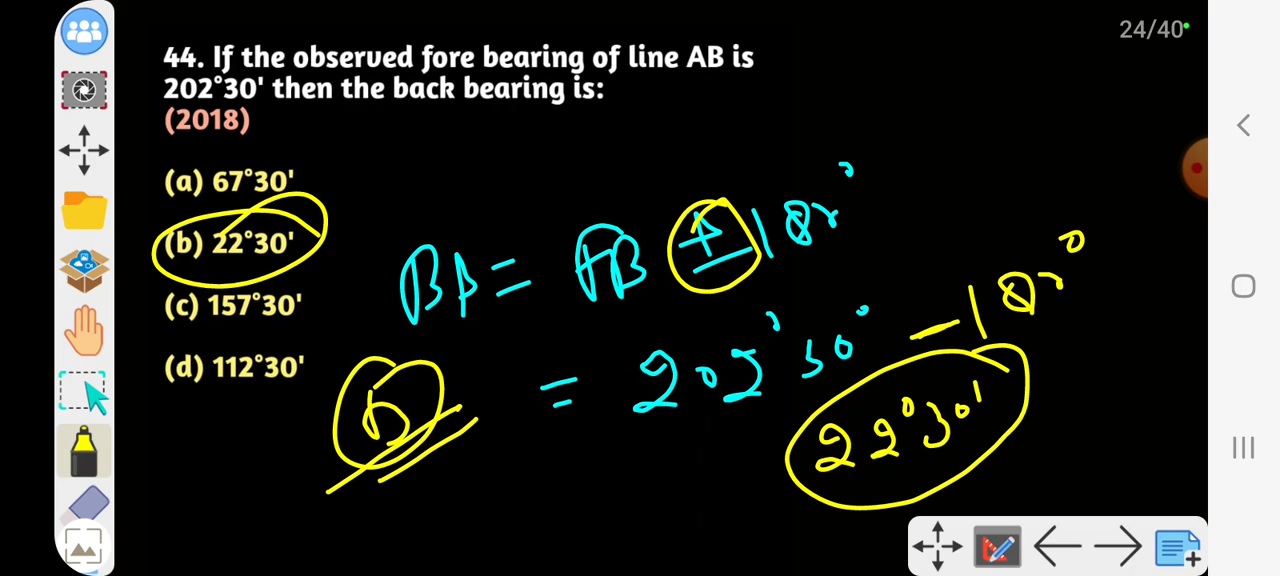 24/40
44. If the observed fore bearing of line AB is
202°30' then the back bearing is:
(2018)
(a) 67°30'
(b) 22°30'
(c) 157°30'
(d) 112°30'
BB = FB ± 180°
= 202°30° - 180°
22°30'
b